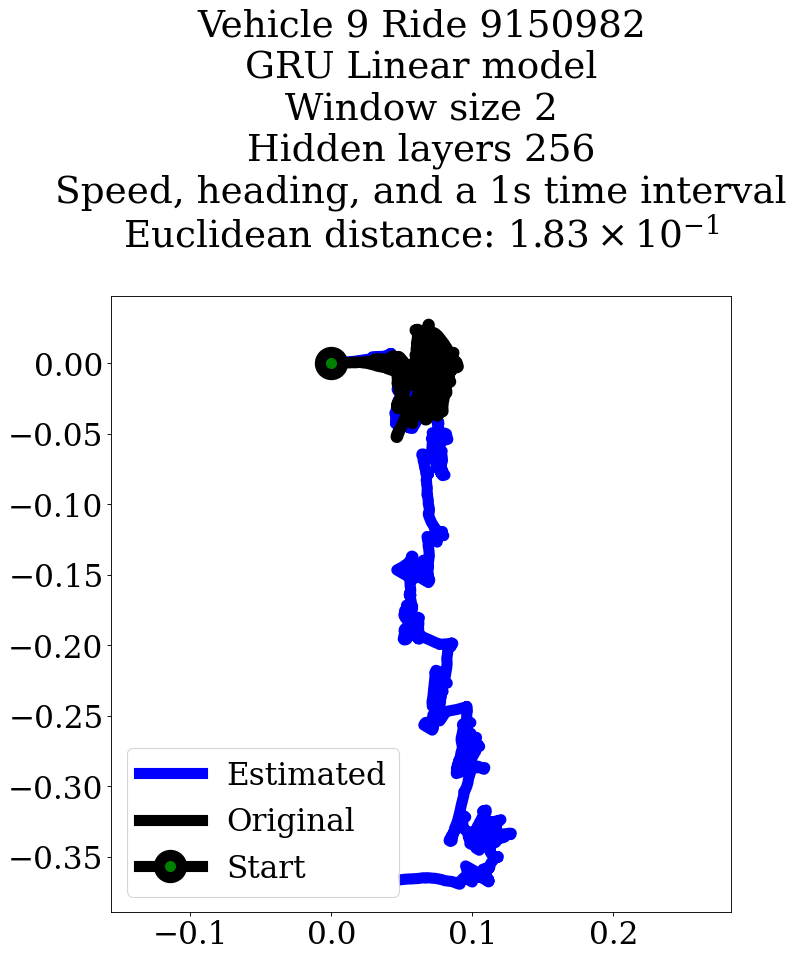 Vehicle 9 Ride 9150982
GRU Linear model
Window size 2
Hidden layers 256
Speed, heading, and a 1s time interval
Euclidean distance: 1.83 × 10⁻¹
0.00
−0.05
−0.10
−0.15
−0.20
−0.25
−0.30
−0.35
Estimated
Original
Start
−0.1 0.0 0.1 0.2